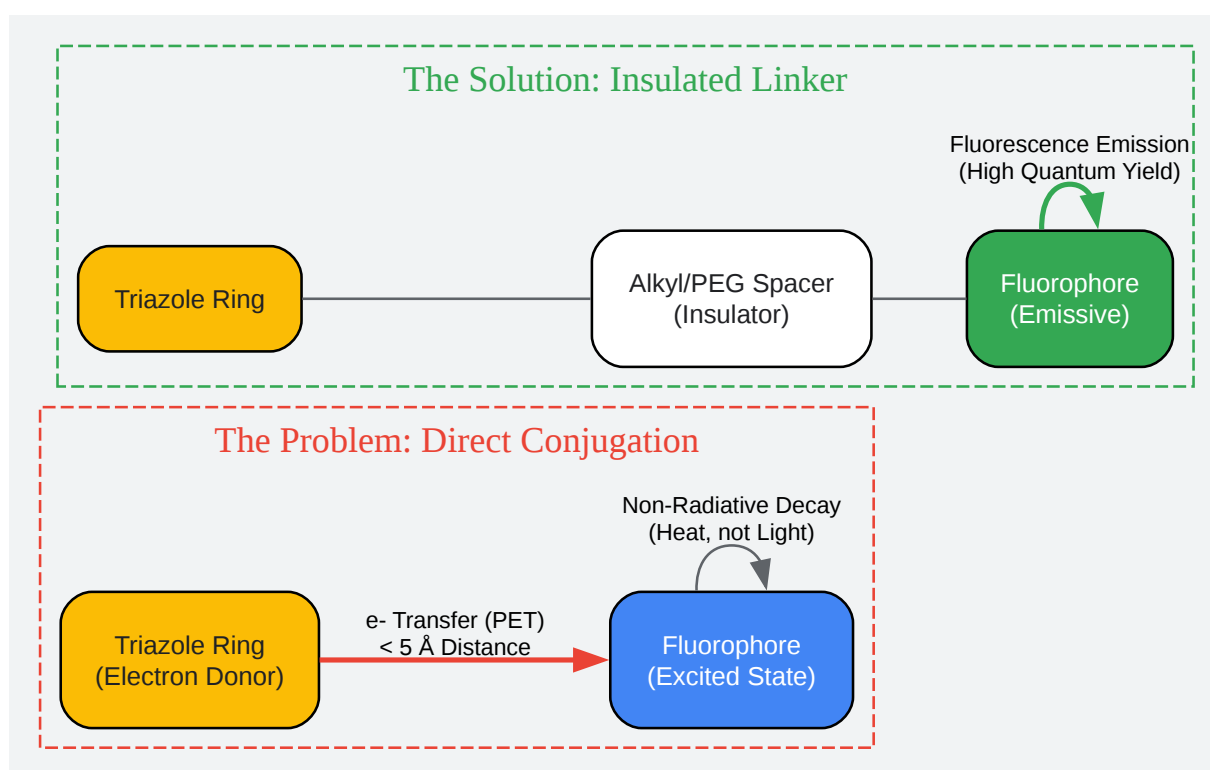 The Solution: Insulated Linker
Fluorescence Emission
(High Quantum Yield)
Triazole Ring
Alkyl/PEG Spacer
(Insulator)
Fluorophore
(Emissive)
The Problem: Direct Conjugation
Non-Radiative Decay
(Heat, not Light)
e- Transfer (PET)
< 5 Å Distance
Triazole Ring
(Electron Donor)
Fluorophore
(Excited State)